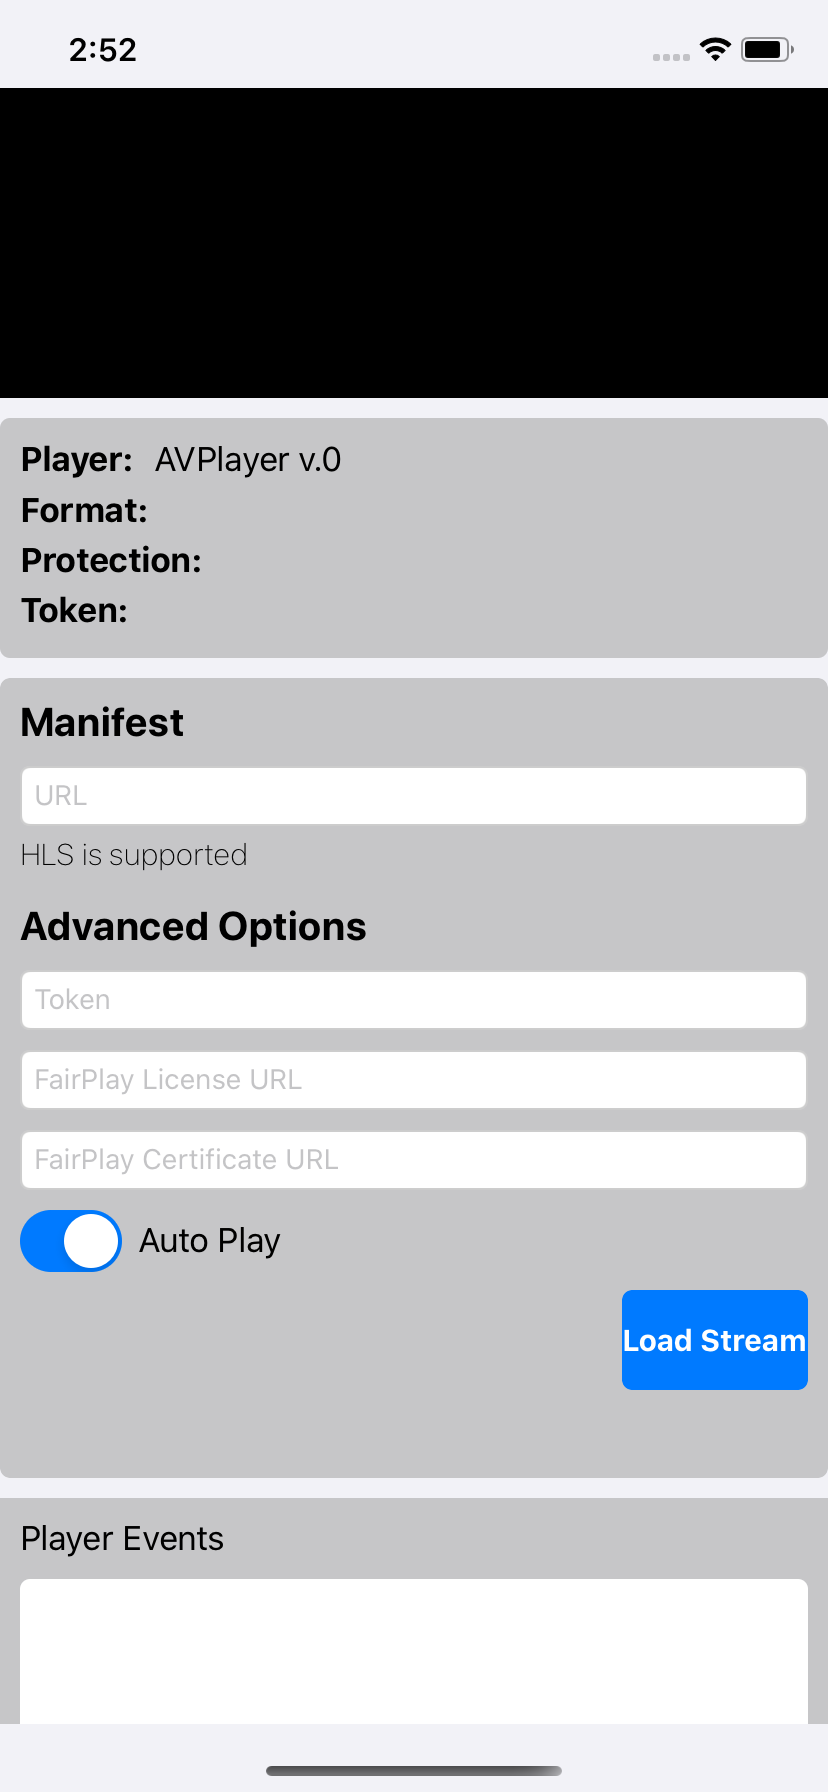 2:52
Player: AVPlayer v.0
Format:
Protection:
Token:
Manifest
URL
HLS is supported
Advanced Options
Token
FairPlay License URL
FairPlay Certificate URL
Auto Play
Load Stream
Player Events